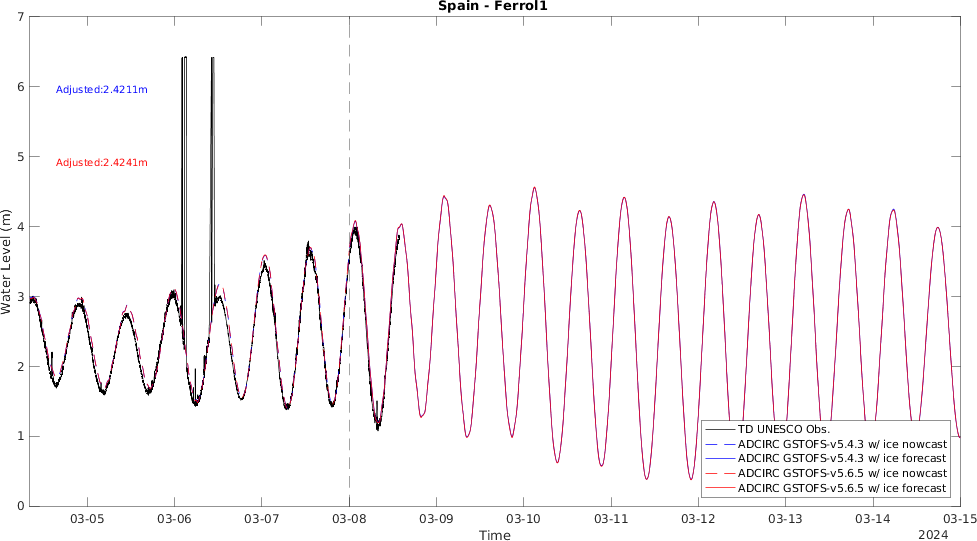 Spain - Ferrol1
7
6
5
4
3
2
1
0
Water Level (m)
Adjusted:2.4211m
Adjusted:2.4241m
TD UNESCO Obs.
ADCIRC GSTOFS-v5.4.3 w/ ice nowcast
ADCIRC GSTOFS-v5.4.3 w/ ice forecast
ADCIRC GSTOFS-v5.6.5 w/ ice nowcast
ADCIRC GSTOFS-v5.6.5 w/ ice forecast
03-05 03-06 03-07 03-08 03-09 03-10 03-11 03-12 03-13 03-14 03-15
Time
2024